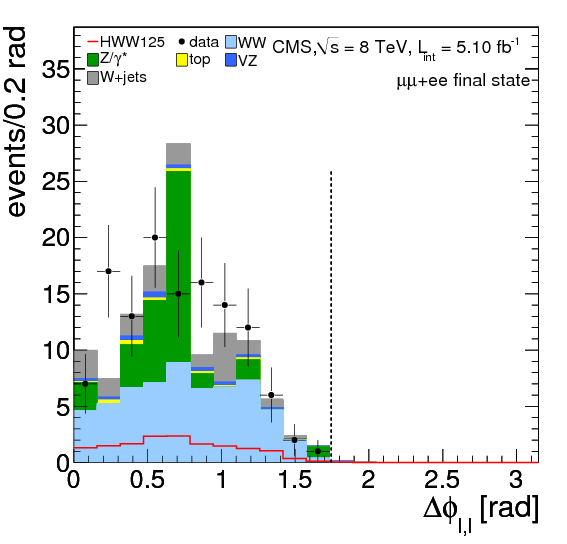 HWW125 data WW
Z/γ* top VZ
W+jets
CMS,√s = 8 TeV, L_int = 5.10 fb⁻¹
μμ+ee final state
events/0.2 rad
35
30
25
20
15
10
5
0
0 0.5 1 1.5 2 2.5 3
Δϕ_l,l [rad]